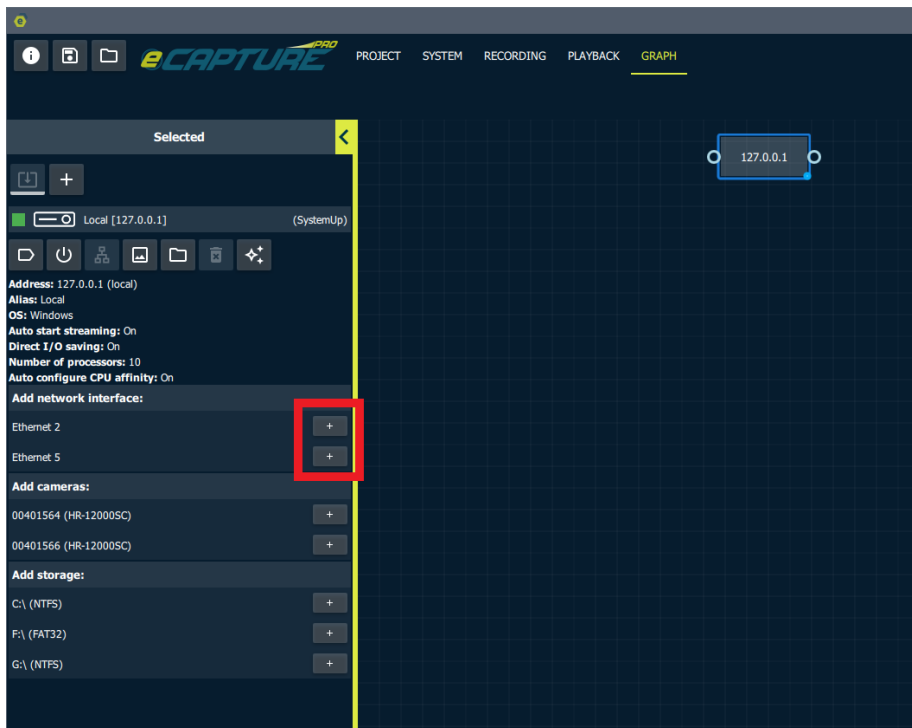 e
eCAPTURE PRO
PROJECT SYSTEM RECORDING PLAYBACK GRAPH
Selected
127.0.0.1
+
Local [127.0.0.1] (SystemUp)
Address: 127.0.0.1 (local)
Alias: Local
OS: Windows
Auto start streaming: On
Direct I/O saving: On
Number of processors: 10
Auto configure CPU affinity: On
Add network interface:
Ethernet 2 +
Ethernet 5 +
Add cameras:
00401564 (HR-12000SC) +
00401566 (HR-12000SC) +
Add storage:
C:\ (NTFS) +
F:\ (FAT32) +
G:\ (NTFS) +